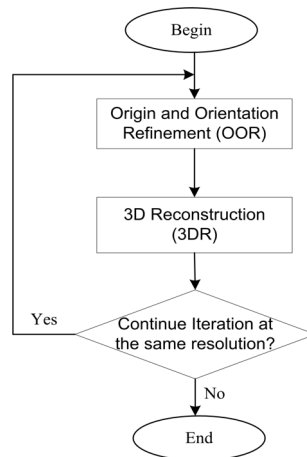 Begin
Origin and Orientation
Refinement (OOR)
3D Reconstruction
(3DR)
Yes
Continue Iteration at
the same resolution?
No
End